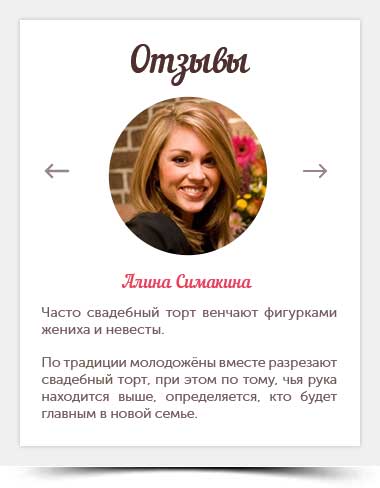 Отзывы
Алина Симакина
Часто свадебный торт венчают фигурками
жениха и невесты.
По традиции молодожёны вместе разрезают
свадебный торт, при этом по тому, чья рука
находится выше, определяется, кто будет
главным в новой семье.